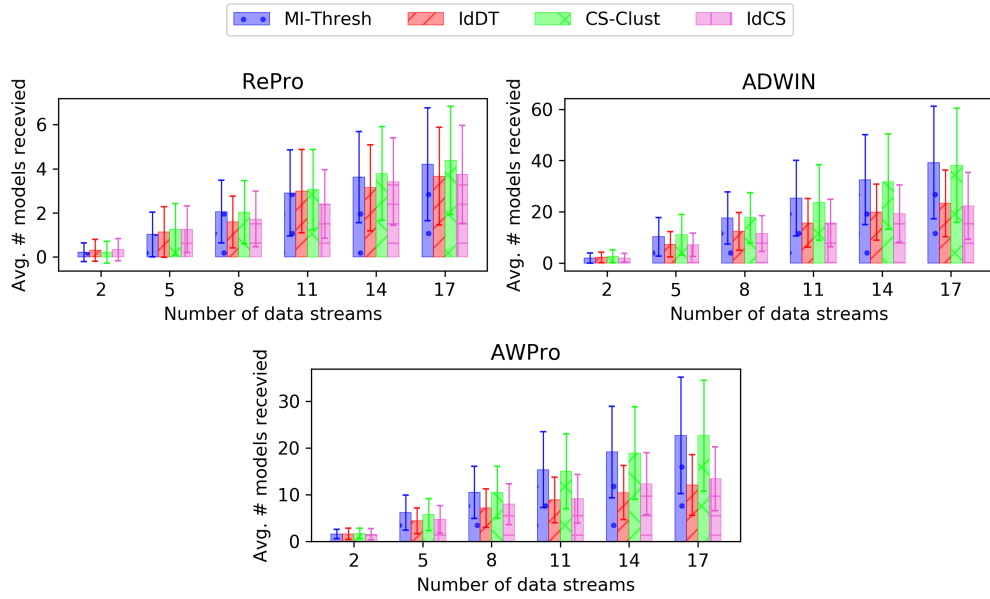 MI-Thresh IdDT CS-Clust IdCS
RePro
Avg. # models recevied
6
4
2
0
2 5 8 11 14 17
Number of data streams
ADWIN
Avg. # models recevied
60
40
20
0
2 5 8 11 14 17
Number of data streams
AWPro
Avg. # models recevied
30
20
10
0
2 5 8 11 14 17
Number of data streams